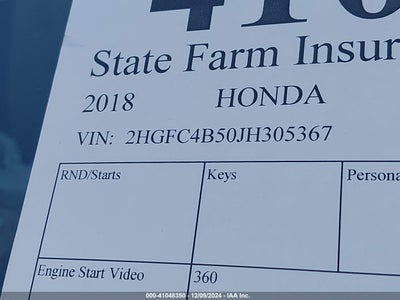 State Farm Insur
2018 HONDA
VIN: 2HGFC4B50JH305367
RND/Starts Keys Persona
Engine Start Video 360
000-41048350 - 12/09/2024 - IAA Inc.